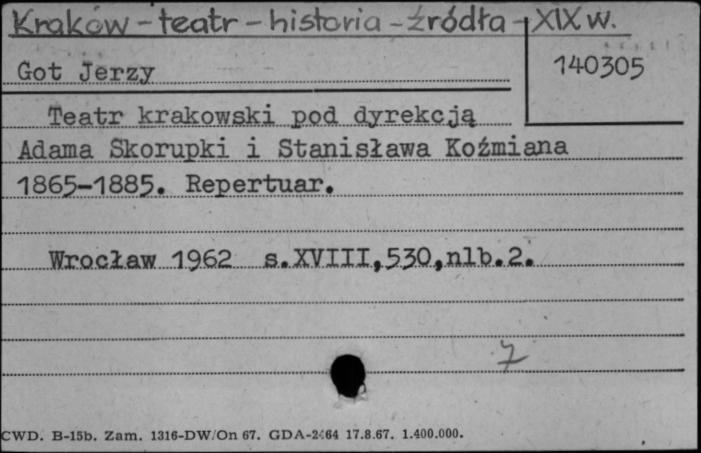 Kraków - teatr - historia - źródła - XIX w.
Got Jerzy
140305
Teatr krakowski pod dyrekcją
Adama Skorupki i Stanisława Koźmiana
1865-1885. Repertuar.
Wrocław 1962 s.XVIII,530,nlb.2.
7
CWD. B-15b. Zam. 1316-DW/On 67. GDA-2464 17.8.67. 1.400.000.